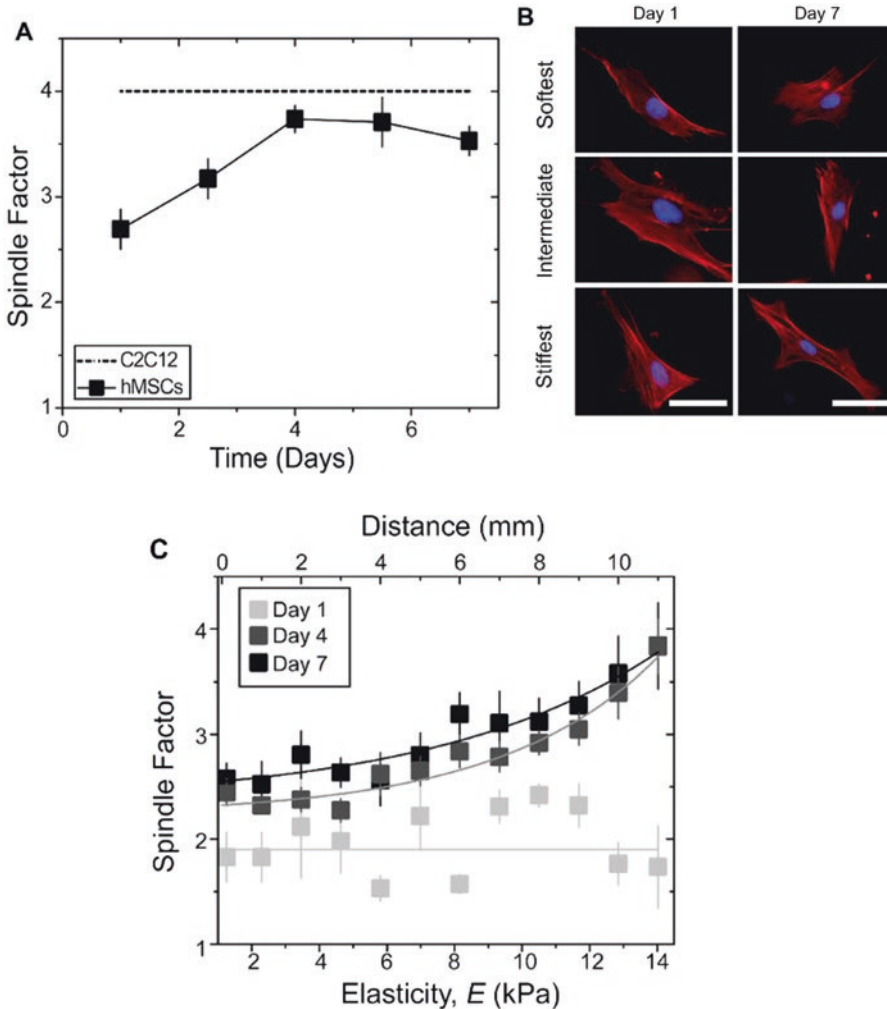 A
Spindle Factor
4
3
2
1
C2C12
hMSCs
0
2
4
6
Time (Days)
B
Day 1
Day 7
Softest
Intermediate
Stiffest
C
Distance (mm)
0 2 4 6 8 10
Day 1
Day 4
Day 7
Spindle Factor
4
3
2
1
2 4 6 8 10 12 14
Elasticity, E (kPa)